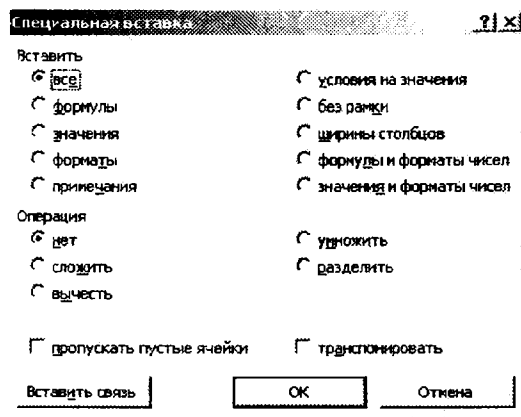 Специальная вставка ? ×
Вставить
все условия на значения
формулы без рамки
значения ширины столбцов
форматы формулы и форматы чисел
примечания значения и форматы чисел
Операция
нет умножить
сложить разделить
вычесть
пропускать пустые ячейки транспонировать
Вставить связь ОК Отмена